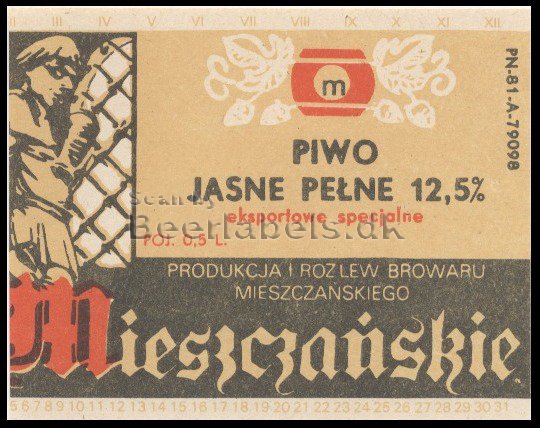 III IV V VI VII VIII IX X XI XII
m
PN-81-A-79098
PIWO
JASNE PEŁNE 12,5%
eksportowe specjalne
POJ. 0,5 L.
Scandy
Beerlabels.dk
PRODUKCJA I ROZLEW BROWARU
MIESZCZAŃSKIEGO
Mieszczańskie
5 6 7 8 9 10 11 12 13 14 15 16 17 18 19 20 21 22 23 24 25 26 27 28 29 30 31